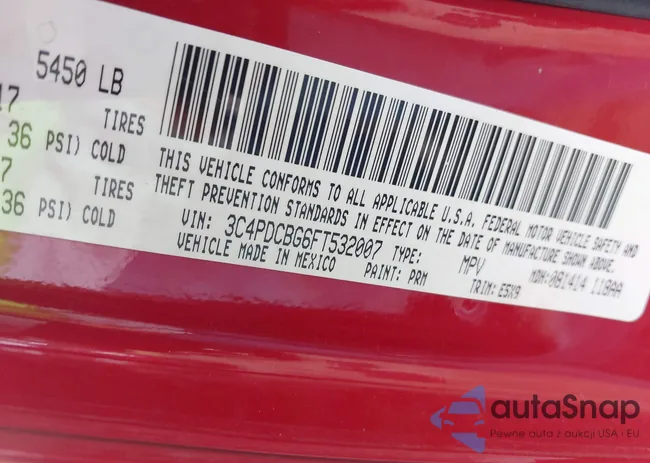 5450 LB
17
TIRES
36 PSI) COLD
7
TIRES
36 PSI) COLD
THIS VEHICLE CONFORMS TO ALL APPLICABLE U.S.A. FEDERAL MOTOR VEHICLE SAFETY AND
THEFT PREVENTION STANDARDS IN EFFECT ON THE DATE OF MANUFACTURE SHOWN ABOVE.
VIN: 3C4PDCBG6FT532007 TYPE: MPV MDH:081414 118AA
VEHICLE MADE IN MEXICO PAINT: PRM TRIM: E5X9
autaSnap
Pewne auta z aukcji USA i EU